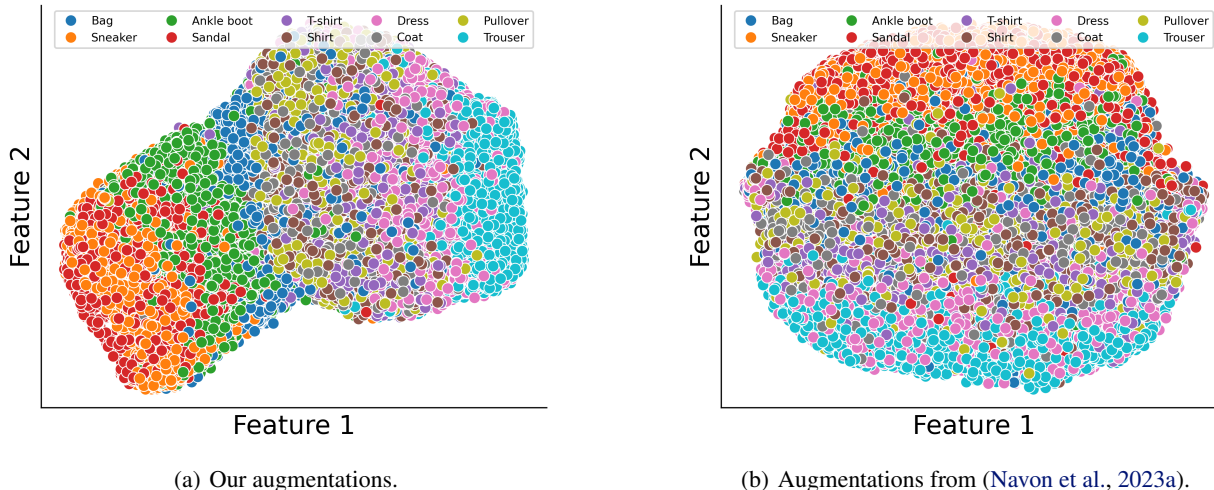 Bag Ankle boot T-shirt Dress Pullover
Sneaker Sandal Shirt Coat Trouser
Feature 2
Feature 1
(a) Our augmentations.
Bag Ankle boot T-shirt Dress Pullover
Sneaker Sandal Shirt Coat Trouser
Feature 2
Feature 1
(b) Augmentations from (Navon et al., 2023a).